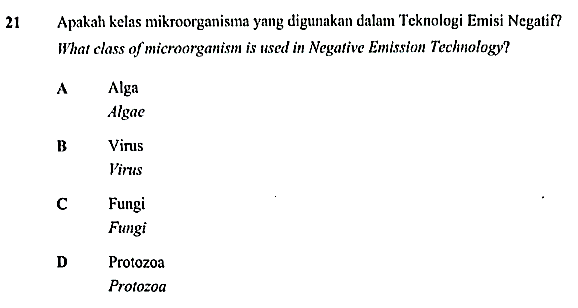 21 Apakah kelas mikroorganisma yang digunakan dalam Teknologi Emisi Negatif?
What class of microorganism is used in Negative Emission Technology?
A Alga
Algae
B Virus
Virus
C Fungi
Fungi
D Protozoa
Protozoa